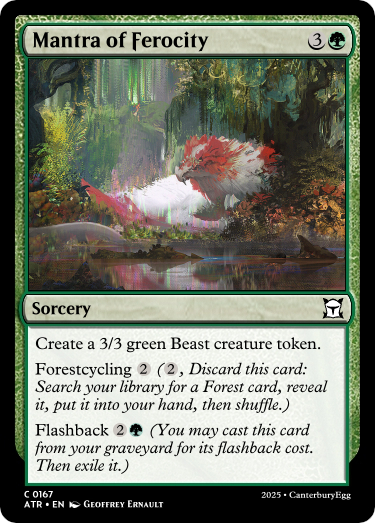 Mantra of Ferocity 3
Sorcery
Create a 3/3 green Beast creature token.
Forestcycling 2 (2, Discard this card:
Search your library for a Forest card, reveal
it, put it into your hand, then shuffle.)
Flashback 2 (You may cast this card
from your graveyard for its flashback cost.
Then exile it.)
C 0167
ATR • EN Geoffrey Ernault
2025 • CanterburyEgg